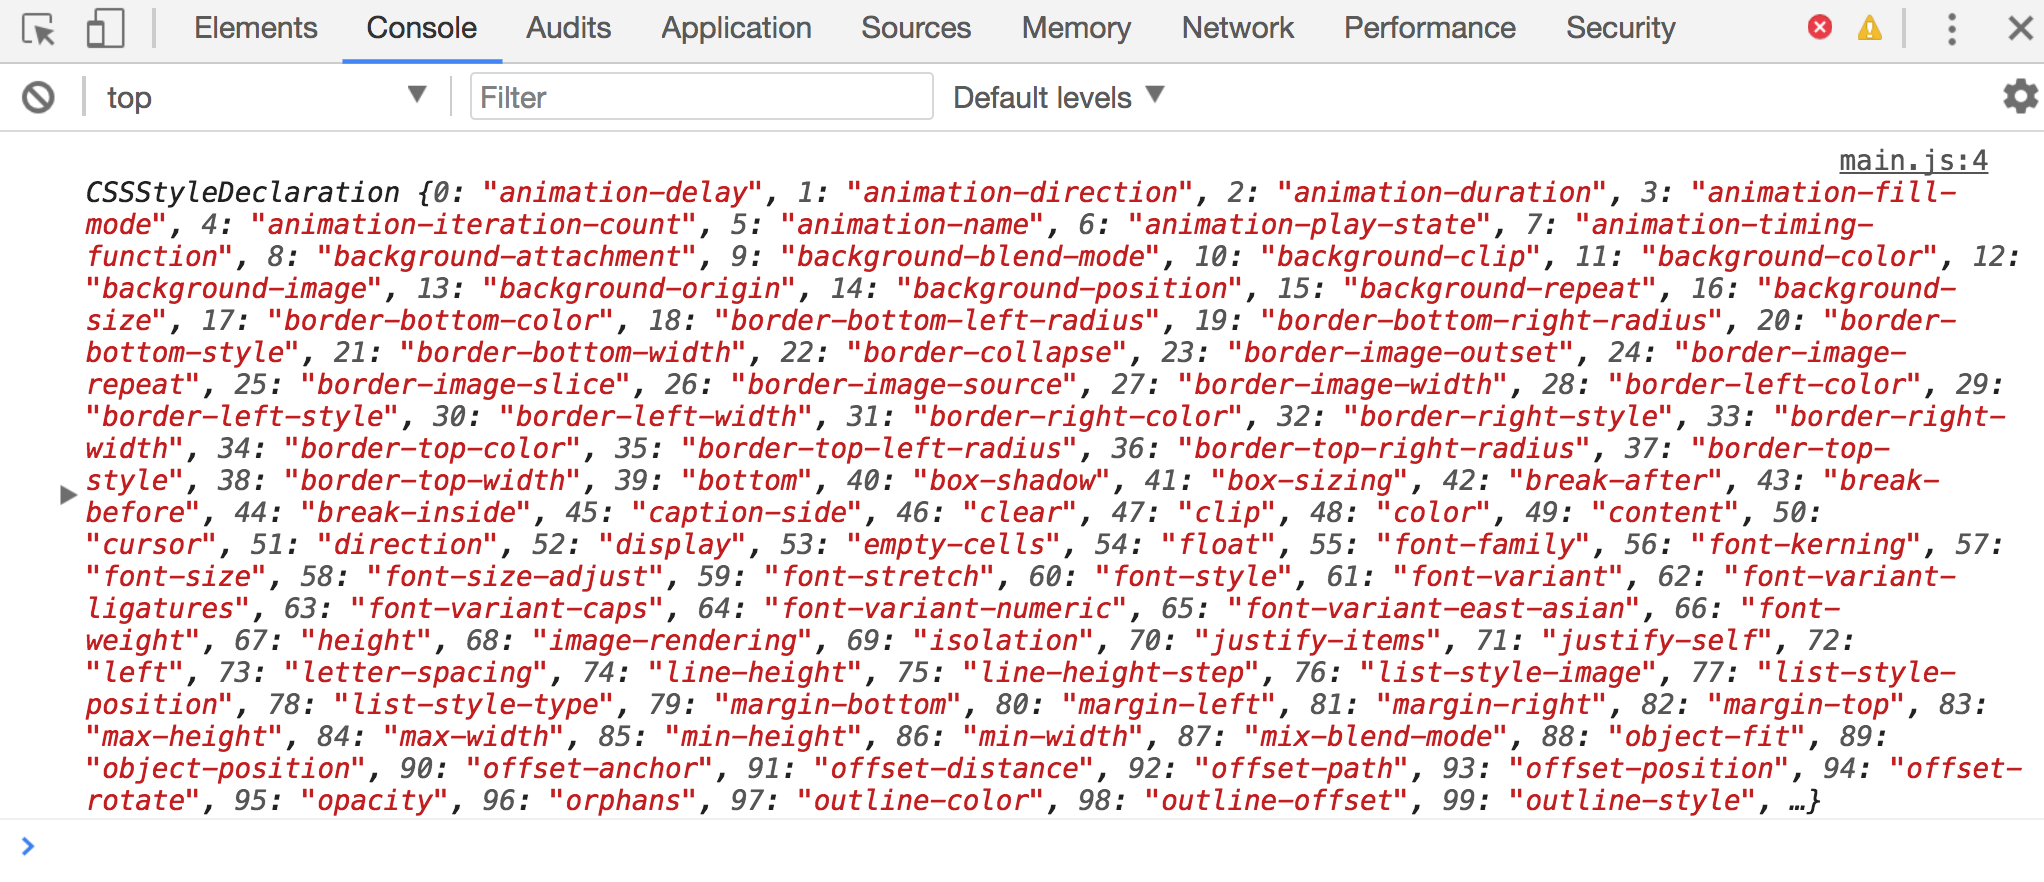 Elements Console Audits Application Sources Memory Network Performance Security
top Filter Default levels
main.js:4
CSSStyleDeclaration {0: "animation-delay", 1: "animation-direction", 2: "animation-duration", 3: "animation-fill-
mode", 4: "animation-iteration-count", 5: "animation-name", 6: "animation-play-state", 7: "animation-timing-
function", 8: "background-attachment", 9: "background-blend-mode", 10: "background-clip", 11: "background-color", 12:
"background-image", 13: "background-origin", 14: "background-position", 15: "background-repeat", 16: "background-
size", 17: "border-bottom-color", 18: "border-bottom-left-radius", 19: "border-bottom-right-radius", 20: "border-
bottom-style", 21: "border-bottom-width", 22: "border-collapse", 23: "border-image-outset", 24: "border-image-
repeat", 25: "border-image-slice", 26: "border-image-source", 27: "border-image-width", 28: "border-left-color", 29:
"border-left-style", 30: "border-left-width", 31: "border-right-color", 32: "border-right-style", 33: "border-right-
width", 34: "border-top-color", 35: "border-top-left-radius", 36: "border-top-right-radius", 37: "border-top-
style", 38: "border-top-width", 39: "bottom", 40: "box-shadow", 41: "box-sizing", 42: "break-after", 43: "break-
before", 44: "break-inside", 45: "caption-side", 46: "clear", 47: "clip", 48: "color", 49: "content", 50:
"cursor", 51: "direction", 52: "display", 53: "empty-cells", 54: "float", 55: "font-family", 56: "font-kerning", 57:
"font-size", 58: "font-size-adjust", 59: "font-stretch", 60: "font-style", 61: "font-variant", 62: "font-variant-
ligatures", 63: "font-variant-caps", 64: "font-variant-numeric", 65: "font-variant-east-asian", 66: "font-
weight", 67: "height", 68: "image-rendering", 69: "isolation", 70: "justify-items", 71: "justify-self", 72:
"left", 73: "letter-spacing", 74: "line-height", 75: "line-height-step", 76: "list-style-image", 77: "list-style-
position", 78: "list-style-type", 79: "margin-bottom", 80: "margin-left", 81: "margin-right", 82: "margin-top", 83:
"max-height", 84: "max-width", 85: "min-height", 86: "min-width", 87: "mix-blend-mode", 88: "object-fit", 89:
"object-position", 90: "offset-anchor", 91: "offset-distance", 92: "offset-path", 93: "offset-position", 94: "offset-
rotate", 95: "opacity", 96: "orphans", 97: "outline-color", 98: "outline-offset", 99: "outline-style", …}